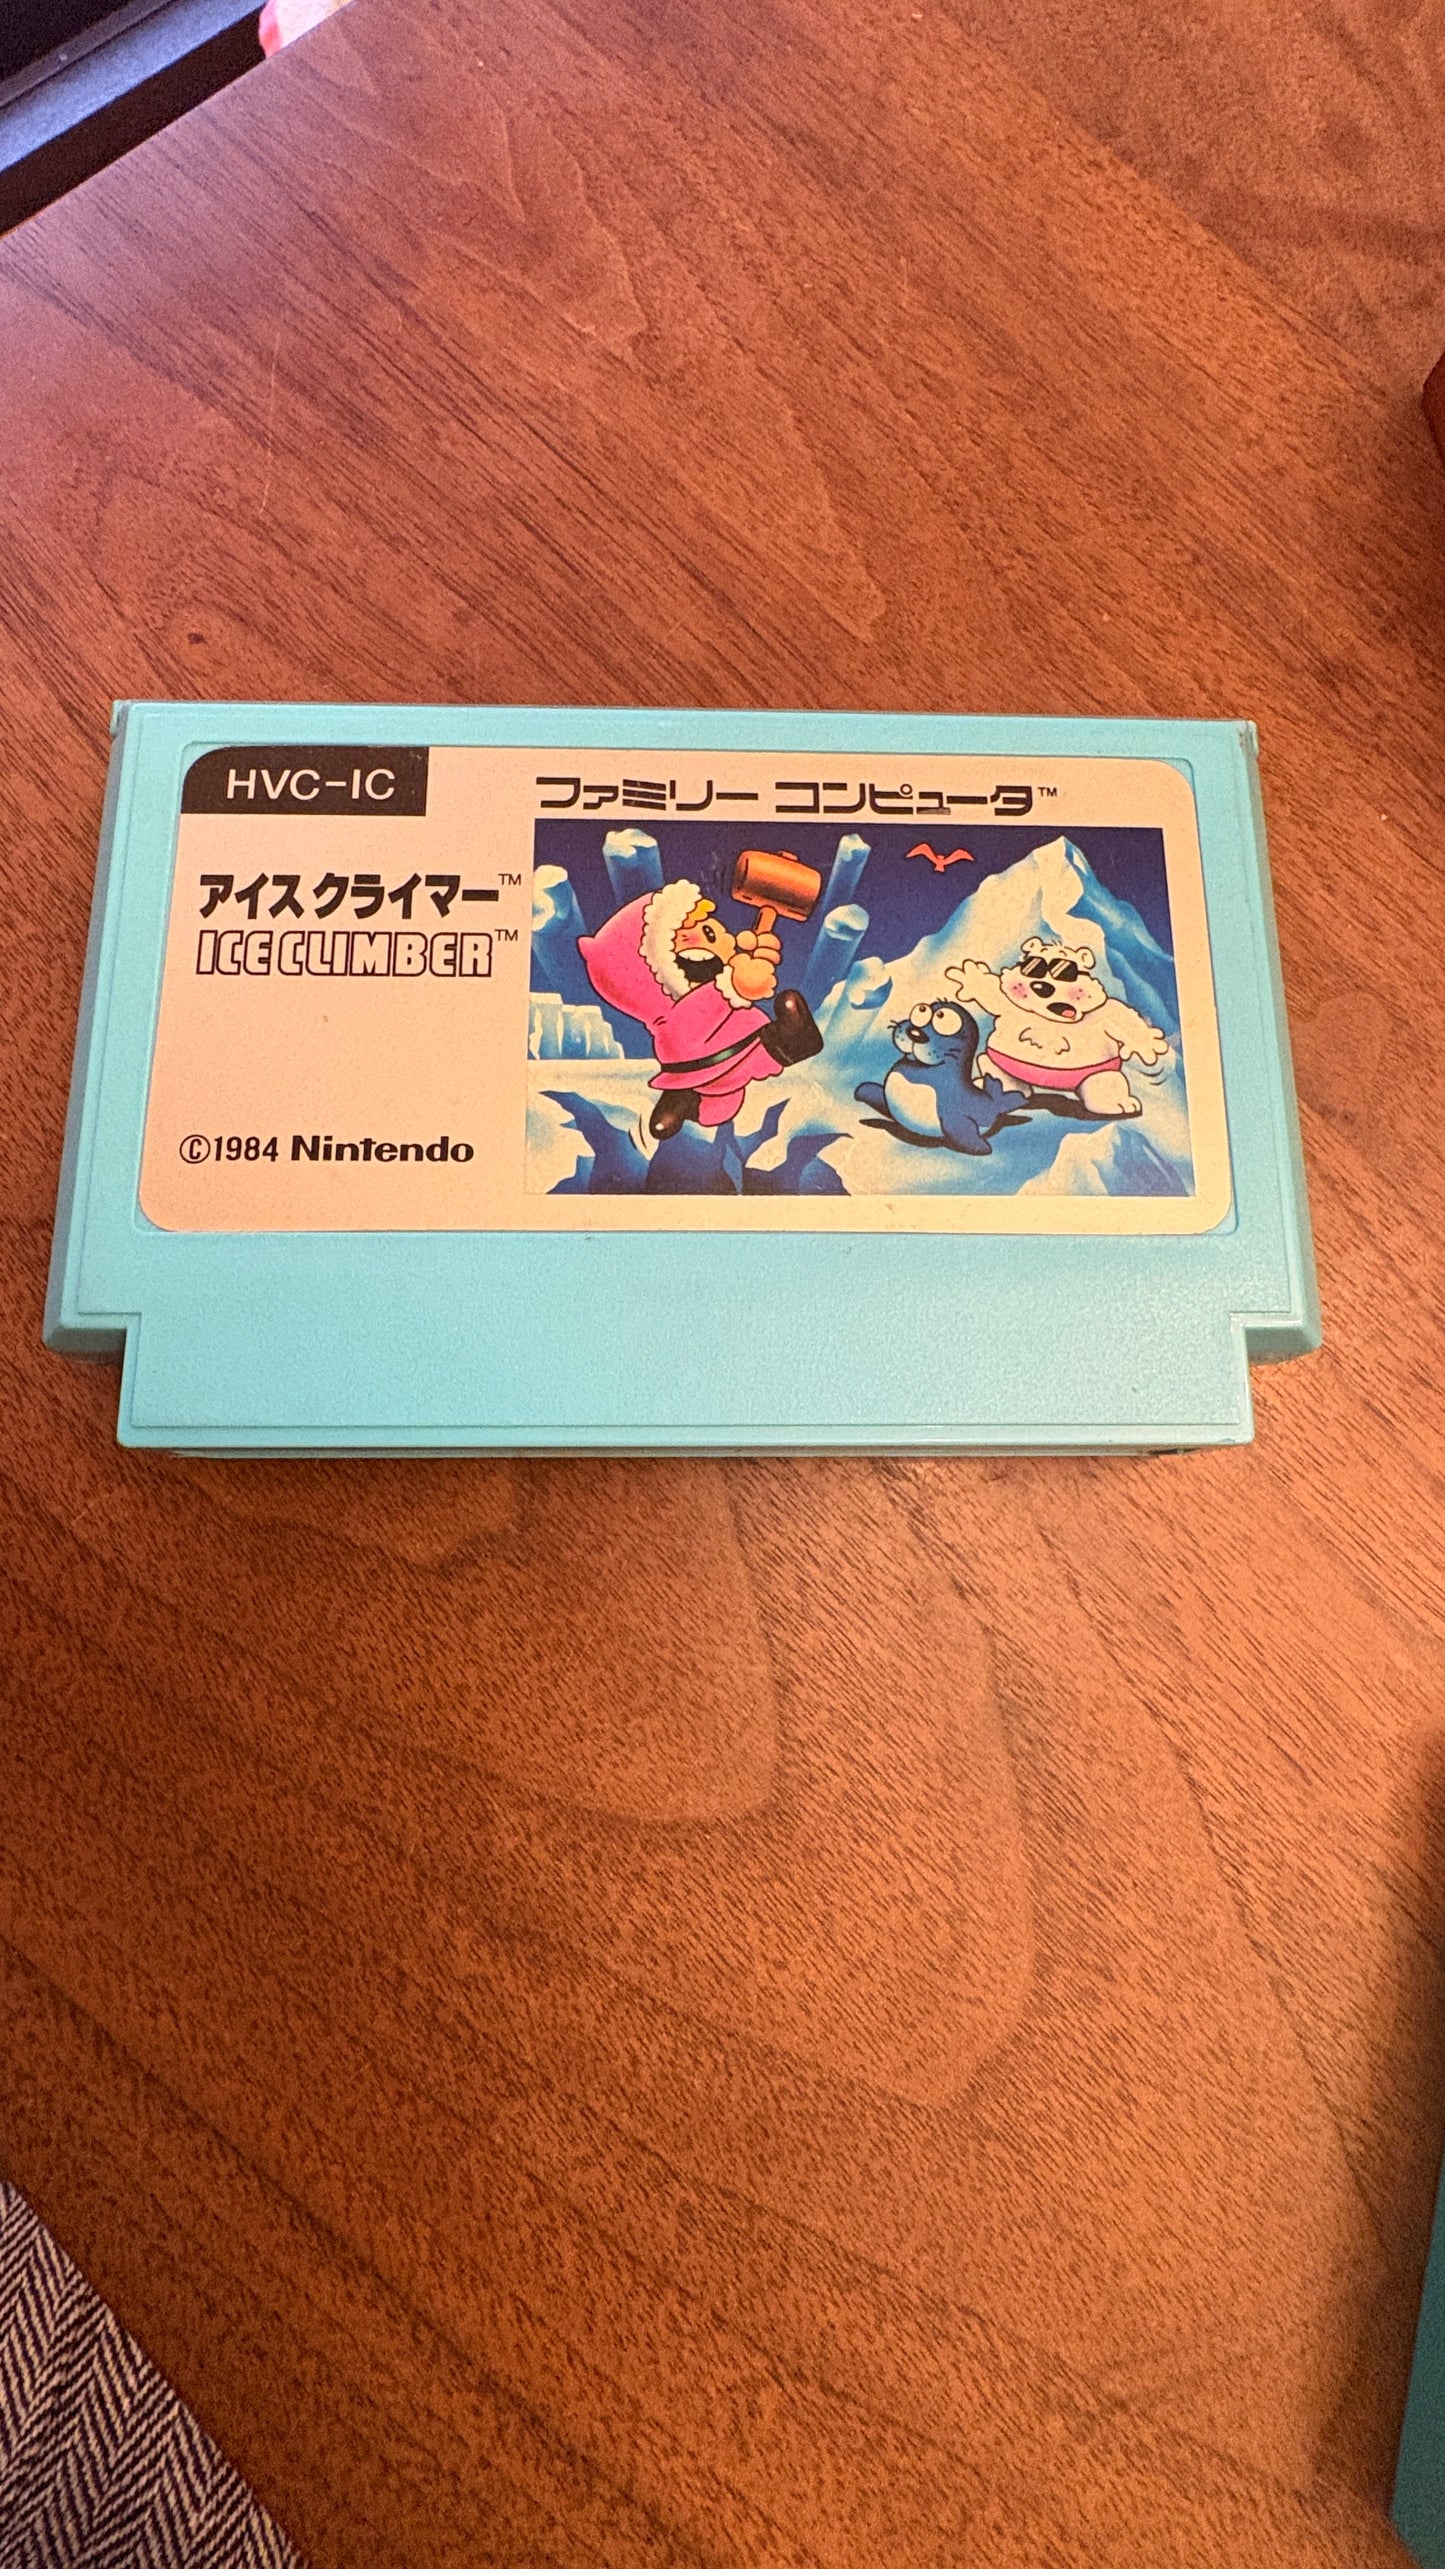 HVC-IC
ファミリー コンピュータ™
アイスクライマー™
ICE CLIMBER™
©1984 Nintendo